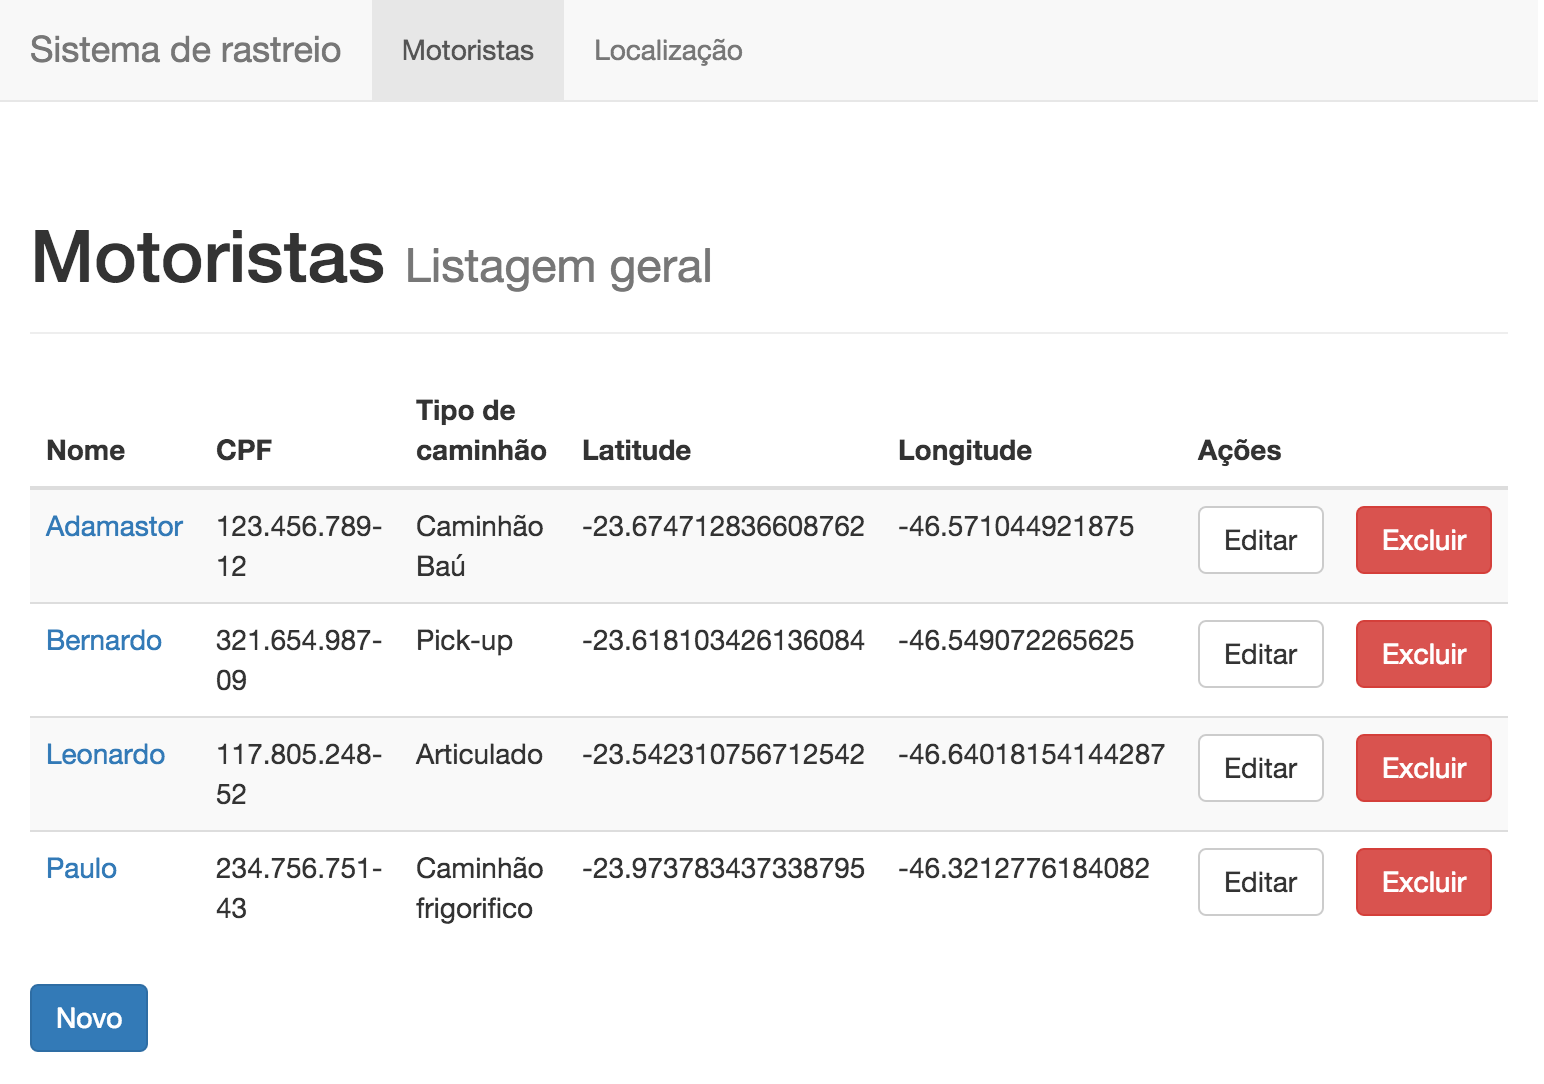 Sistema de rastreio Motoristas Localização
Motoristas Listagem geral
Tipo de
Nome CPF caminhão Latitude Longitude Ações
Adamastor 123.456.789- Caminhão -23.674712836608762 -46.571044921875 Editar Excluir
12 Baú
Bernardo 321.654.987- Pick-up -23.618103426136084 -46.549072265625 Editar Excluir
09
Leonardo 117.805.248- Articulado -23.542310756712542 -46.64018154144287 Editar Excluir
52
Paulo 234.756.751- Caminhão -23.973783437338795 -46.3212776184082 Editar Excluir
43 frigorifico
Novo